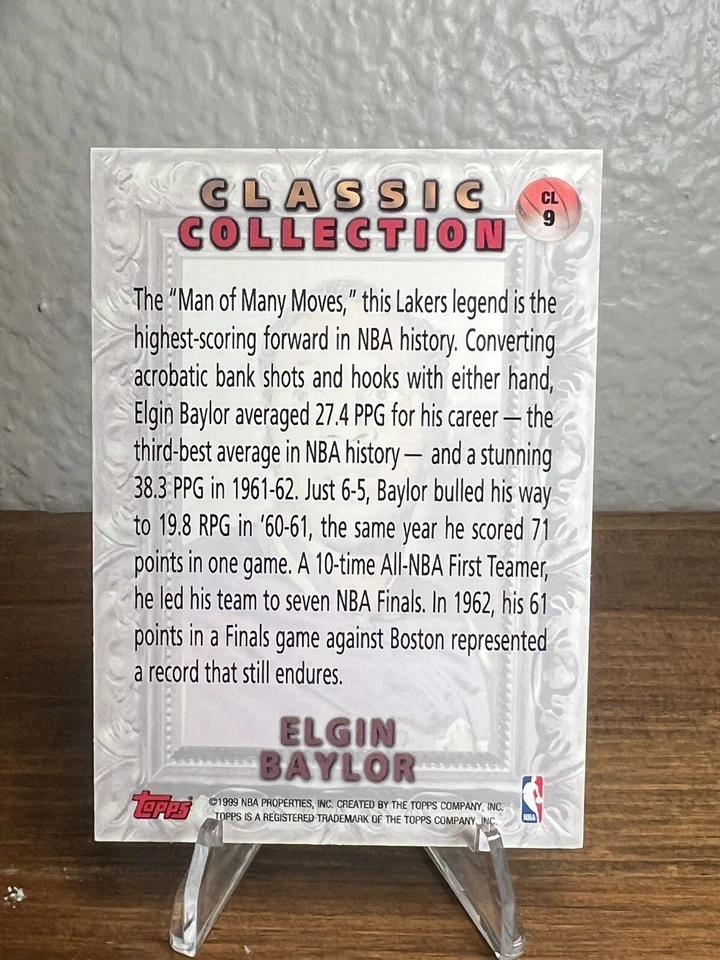 CLASSIC
COLLECTION
CL
9
The “Man of Many Moves,” this Lakers legend is the
highest-scoring forward in NBA history. Converting
acrobatic bank shots and hooks with either hand,
Elgin Baylor averaged 27.4 PPG for his career — the
third-best average in NBA history — and a stunning
38.3 PPG in 1961-62. Just 6-5, Baylor bulled his way
to 19.8 RPG in ’60-61, the same year he scored 71
points in one game. A 10-time All-NBA First Teamer,
he led his team to seven NBA Finals. In 1962, his 61
points in a Finals game against Boston represented
a record that still endures.
ELGIN
BAYLOR
Topps
©1999 NBA PROPERTIES, INC. CREATED BY THE TOPPS COMPANY, INC.
TOPPS IS A REGISTERED TRADEMARK OF THE TOPPS COMPANY, INC.
NBA